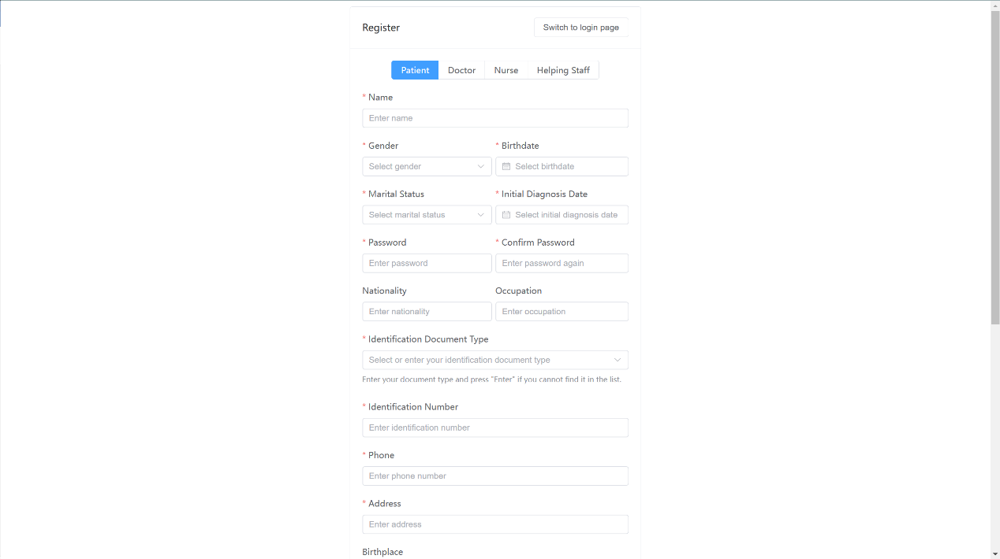 Register
Switch to login page
Patient Doctor Nurse Helping Staff
* Name
Enter name
* Gender * Birthdate
Select gender Select birthdate
* Marital Status * Initial Diagnosis Date
Select marital status Select initial diagnosis date
* Password * Confirm Password
Enter password Enter password again
Nationality Occupation
Enter nationality Enter occupation
* Identification Document Type
Select or enter your identification document type
Enter your document type and press "Enter" if you cannot find it in the list.
* Identification Number
Enter identification number
* Phone
Enter phone number
* Address
Enter address
Birthplace